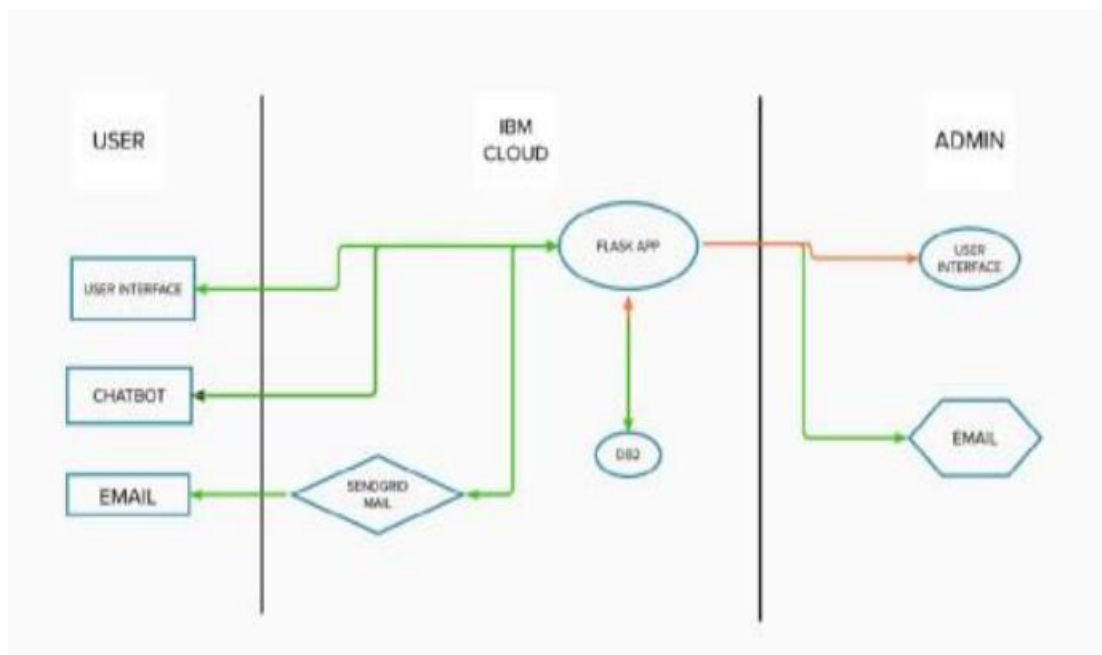 USER
IBM
CLOUD
ADMIN
FLASK APP
USER
INTERFACE
USER INTERFACE
CHATBOT
DB2
EMAIL
SENDGRID
MAIL
EMAIL